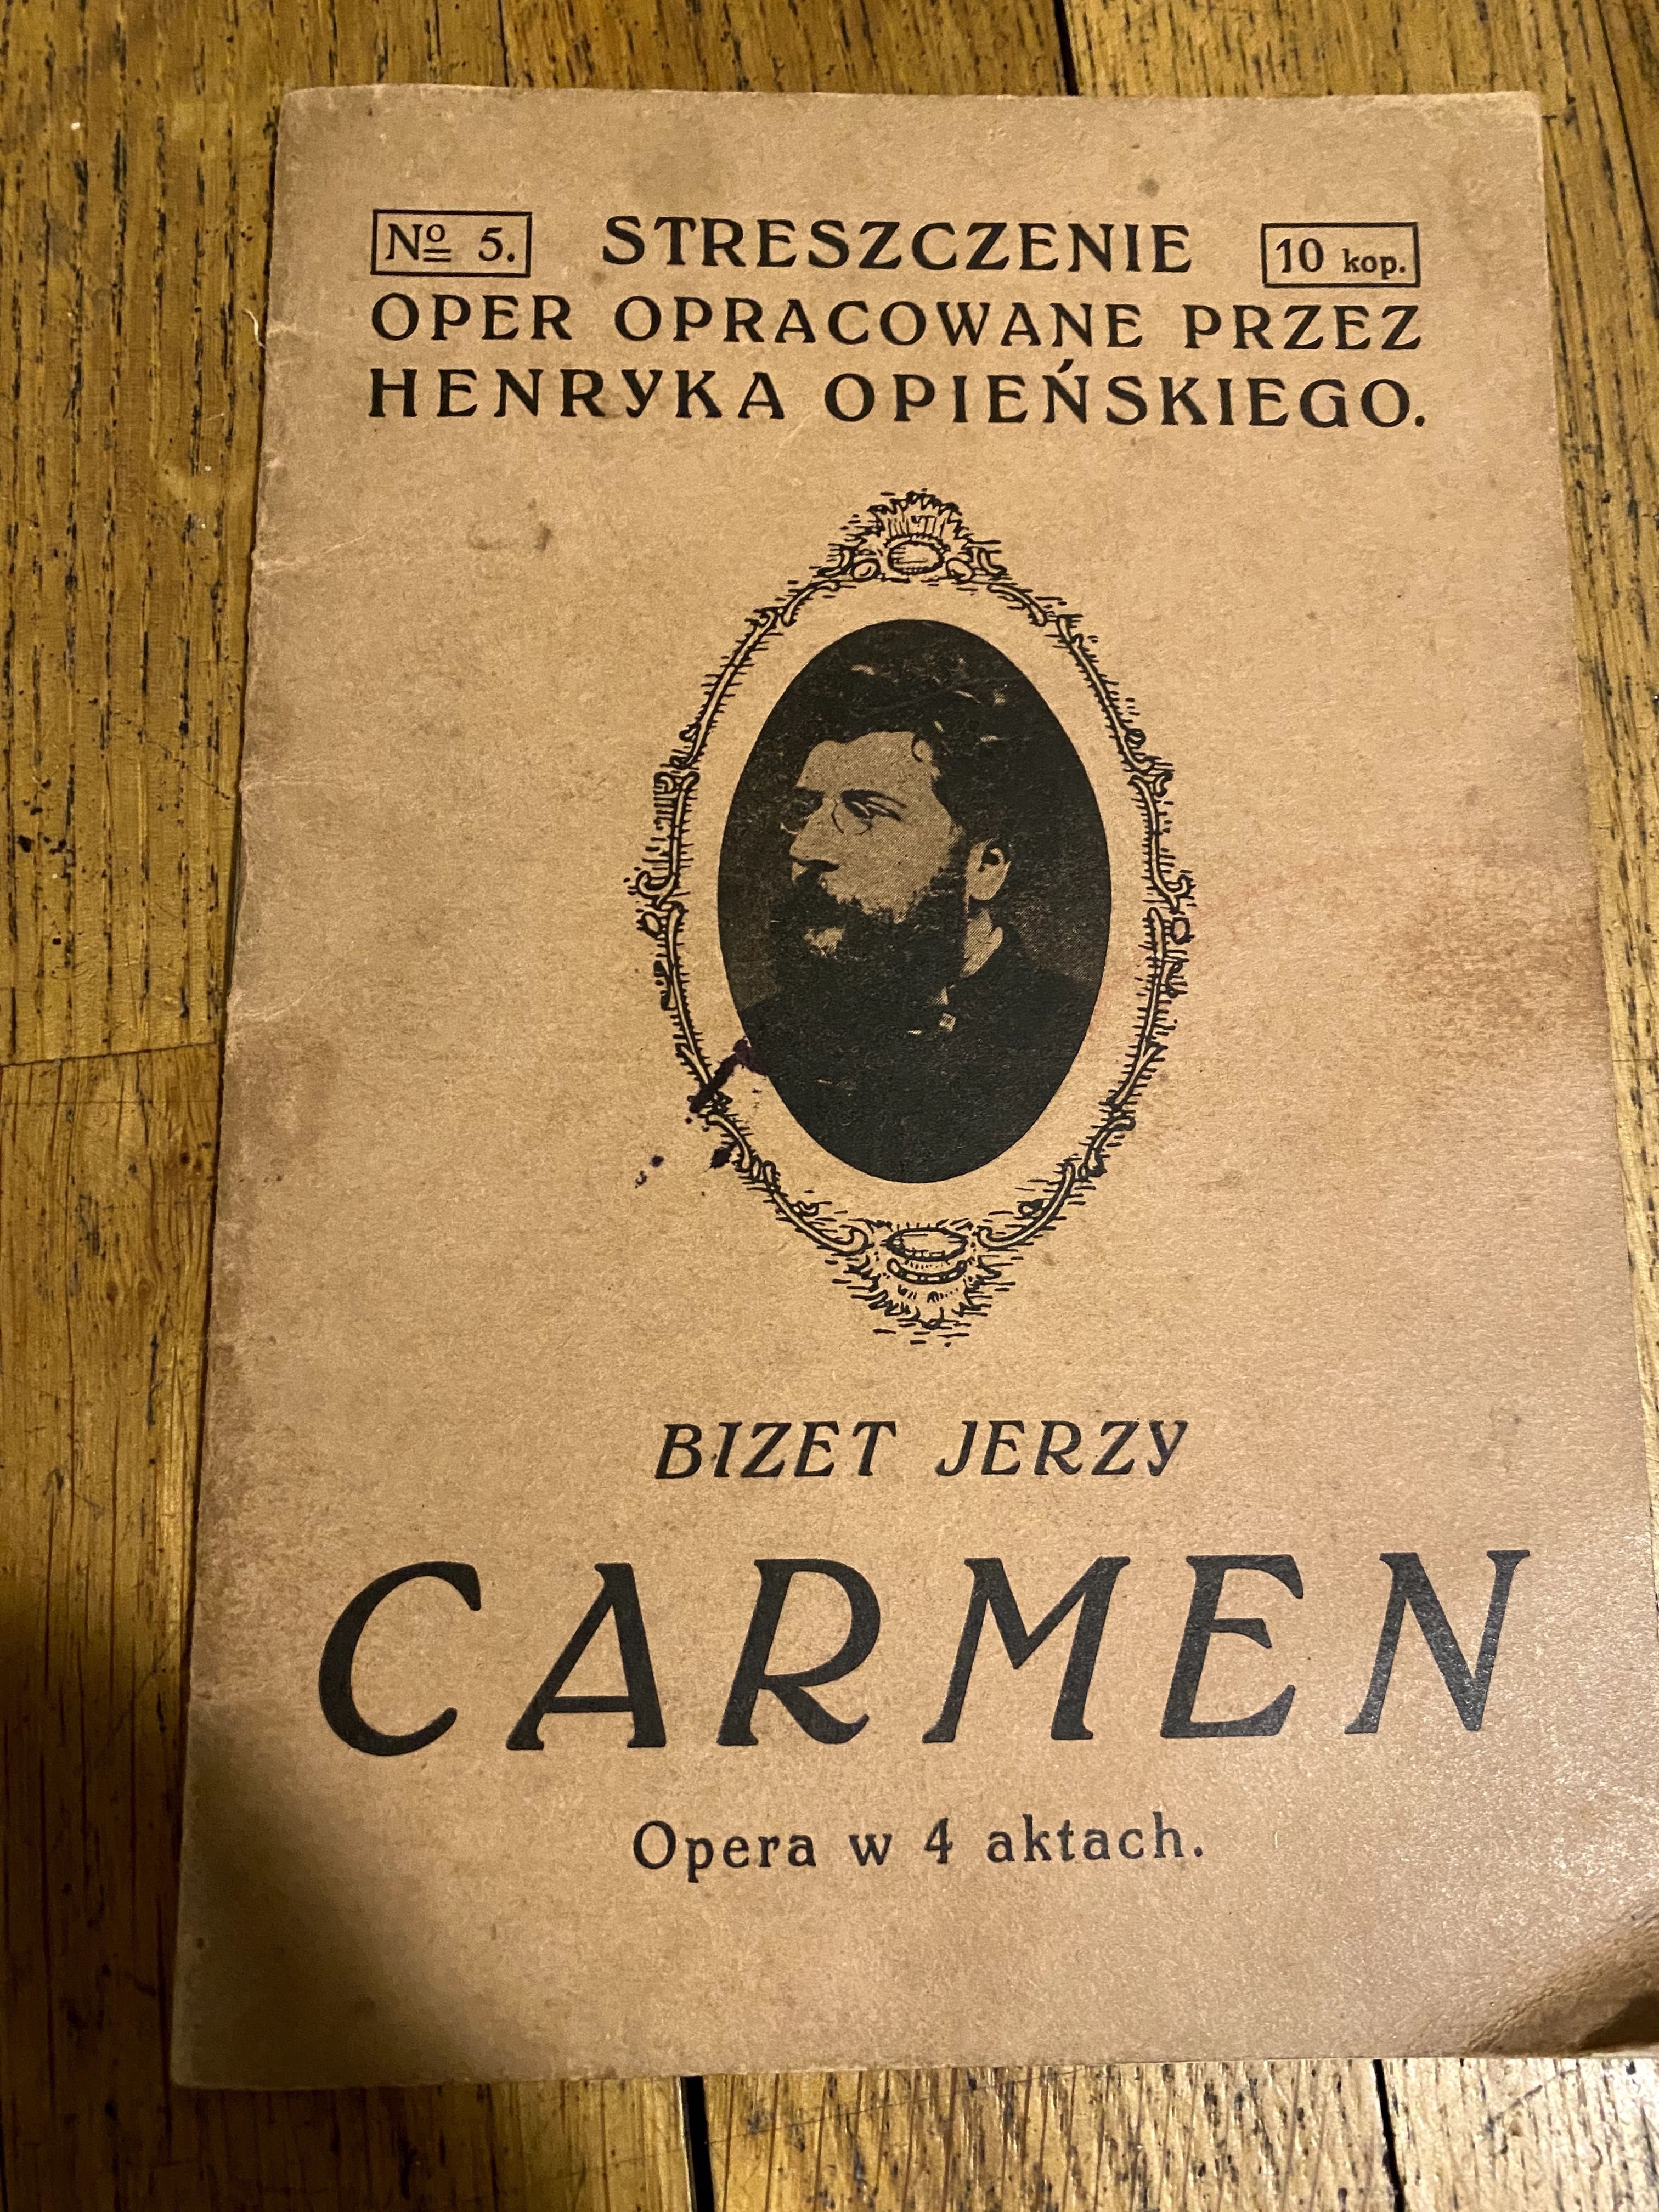 Nº 5. STRESZCZENIE 10 kop.
OPER OPRACOWANE PRZEZ
HENRYKA OPIEŃSKIEGO.
BIZET JERZY
CARMEN
Opera w 4 aktach.